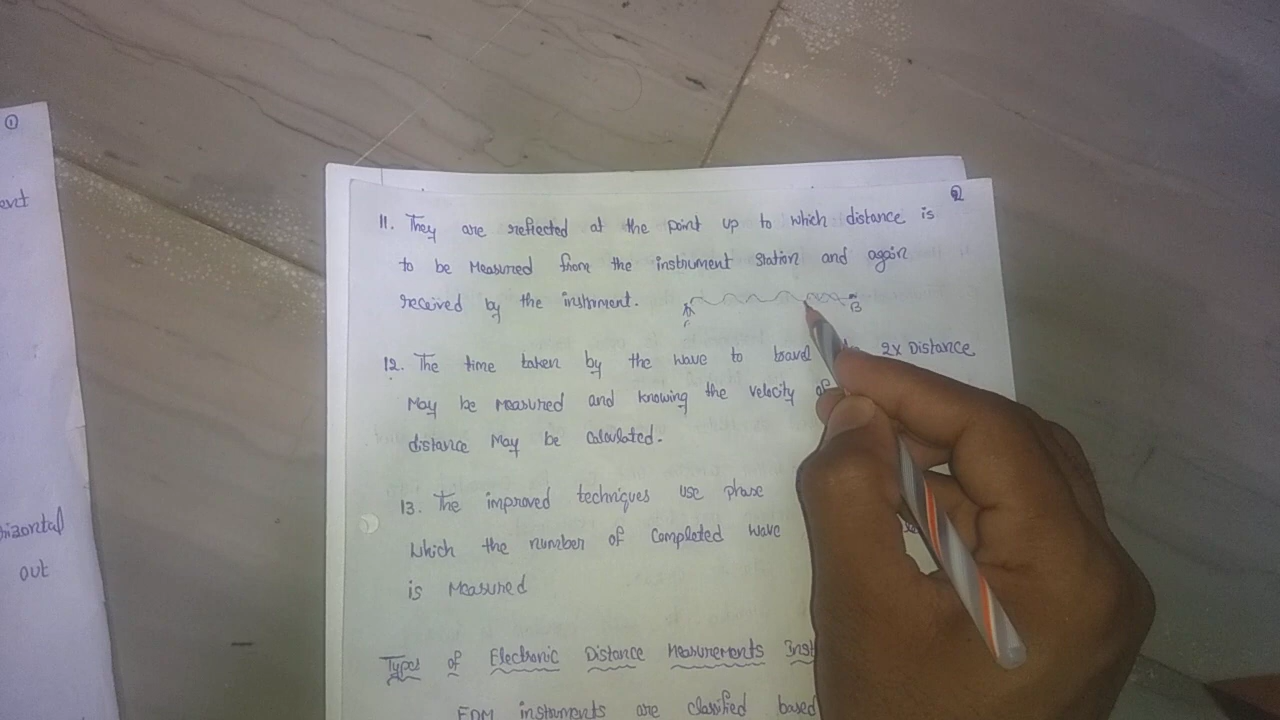 ①
2
11. They are reflected at the point up to which distance is
to be Measured from the instrument station and again
received by the instrument.
B
12. The time taken by the wave to travel 2x Distance
May be Measured and knowing the velocity of
distance May be calculated.
13. The improved techniques use phase
Which the number of Completed wave
is Measured
Types of Electronic Distance Measurements Inst
EDM instruments are classified based
out